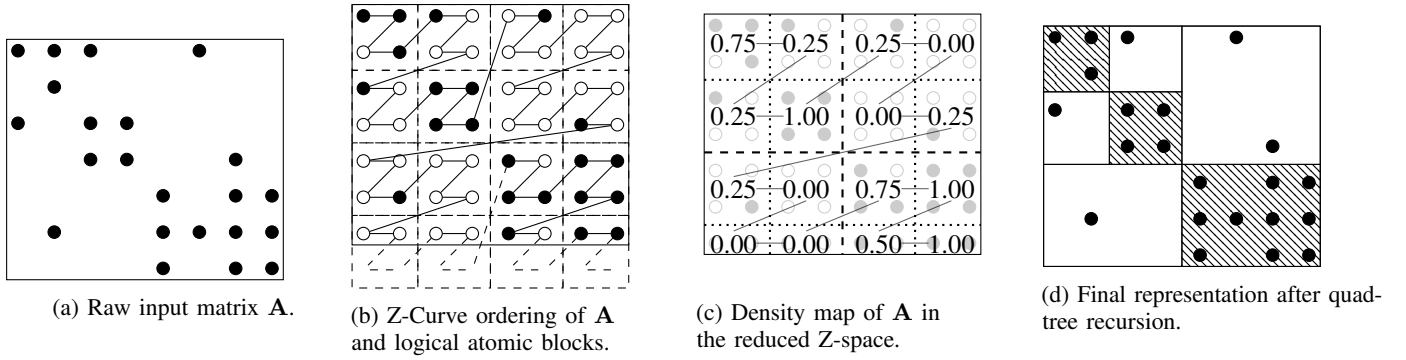 0.75 0.25 0.25 0.00
0.25 1.00 0.00 0.25
0.25 0.00 0.75 1.00
0.00 0.00 0.50 1.00
(a) Raw input matrix A.
(b) Z-Curve ordering of A
and logical atomic blocks.
(c) Density map of A in
the reduced Z-space.
(d) Final representation after quad-
tree recursion.